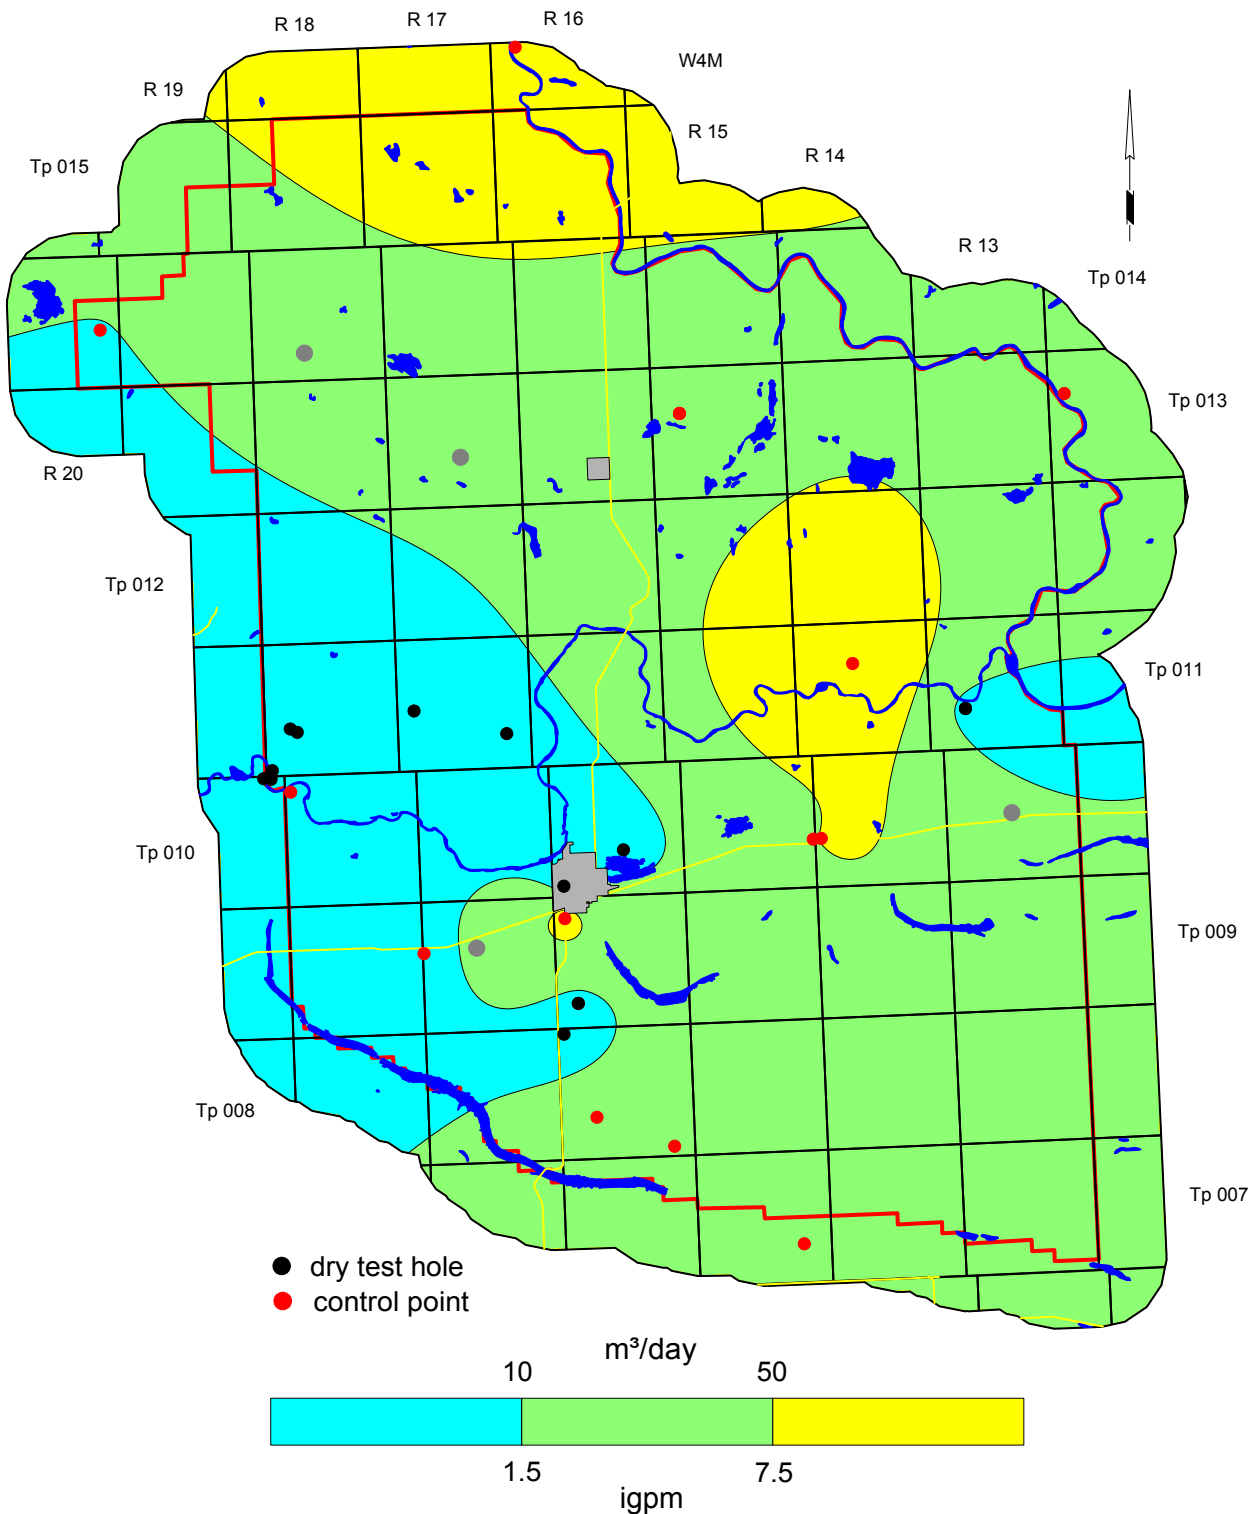 R 16
R 17
R 18
W4M
R 19
R 15
R 14
Tp 015
R 13
Tp 014
Tp 013
R 20
Tp 012
Tp 011
Tp 010
Tp 009
Tp 008
Tp 007
dry test hole
control point
m³/day
10 50
1.5 7.5
igpm